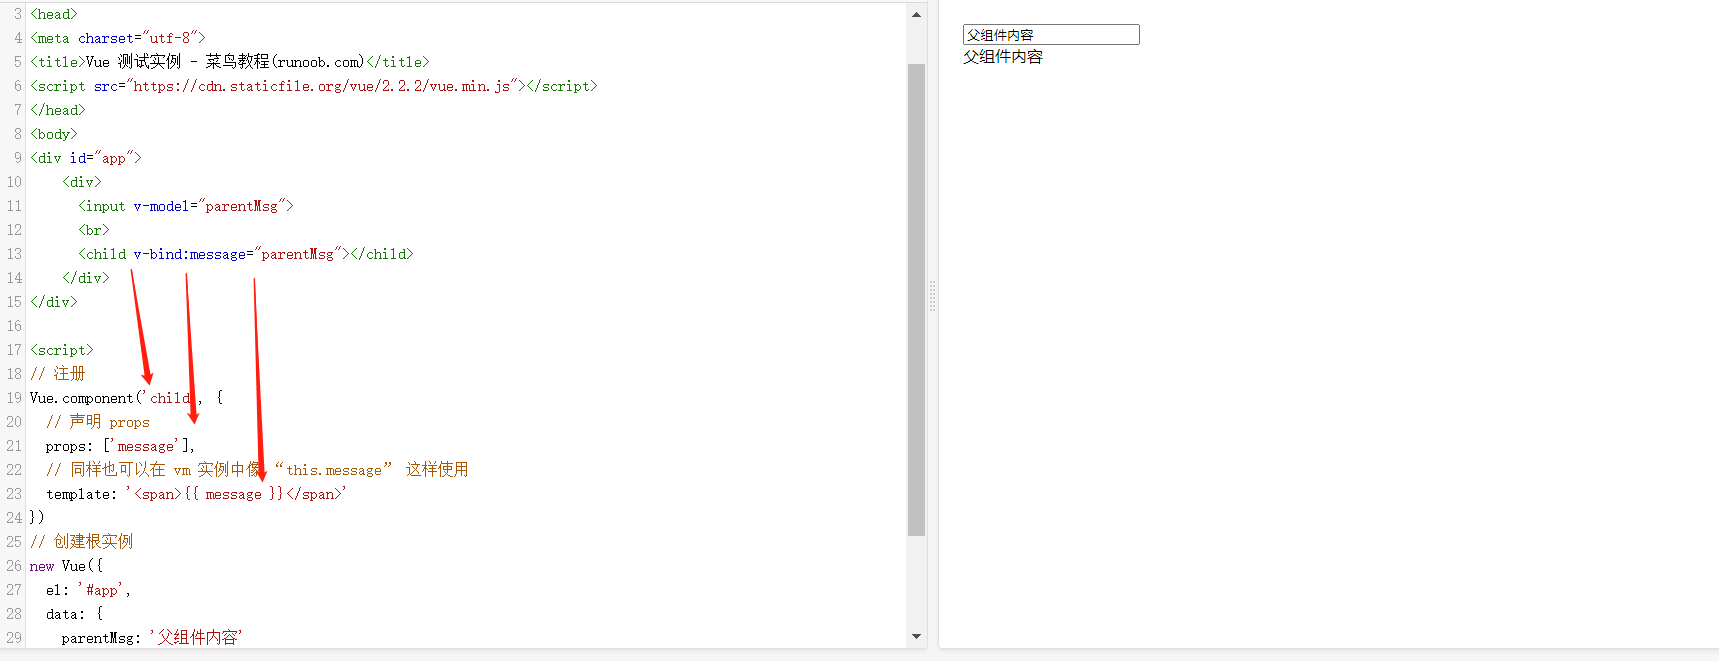 3 <head>
4 <meta charset="utf-8">
5 <title>Vue 测试实例 - 菜鸟教程(runoob.com)</title>
6 <script src="https://cdn.staticfile.org/vue/2.2.2/vue.min.js"></script>
7 </head>
8 <body>
9 <div id="app">
10 <div>
11 <input v-model="parentMsg">
12 <br>
13 <child v-bind:message="parentMsg"></child>
14 </div>
15 </div>
16
17 <script>
18 // 注册
19 Vue.component('child', {
20 // 声明 props
21 props: ['message'],
22 // 同样也可以在 vm 实例中像 “this.message” 这样使用
23 template: '<span>{{ message }}</span>'
24 })
25 // 创建根实例
26 new Vue({
27 el: '#app',
28 data: {
29 parentMsg: '父组件内容'
父组件内容
父组件内容